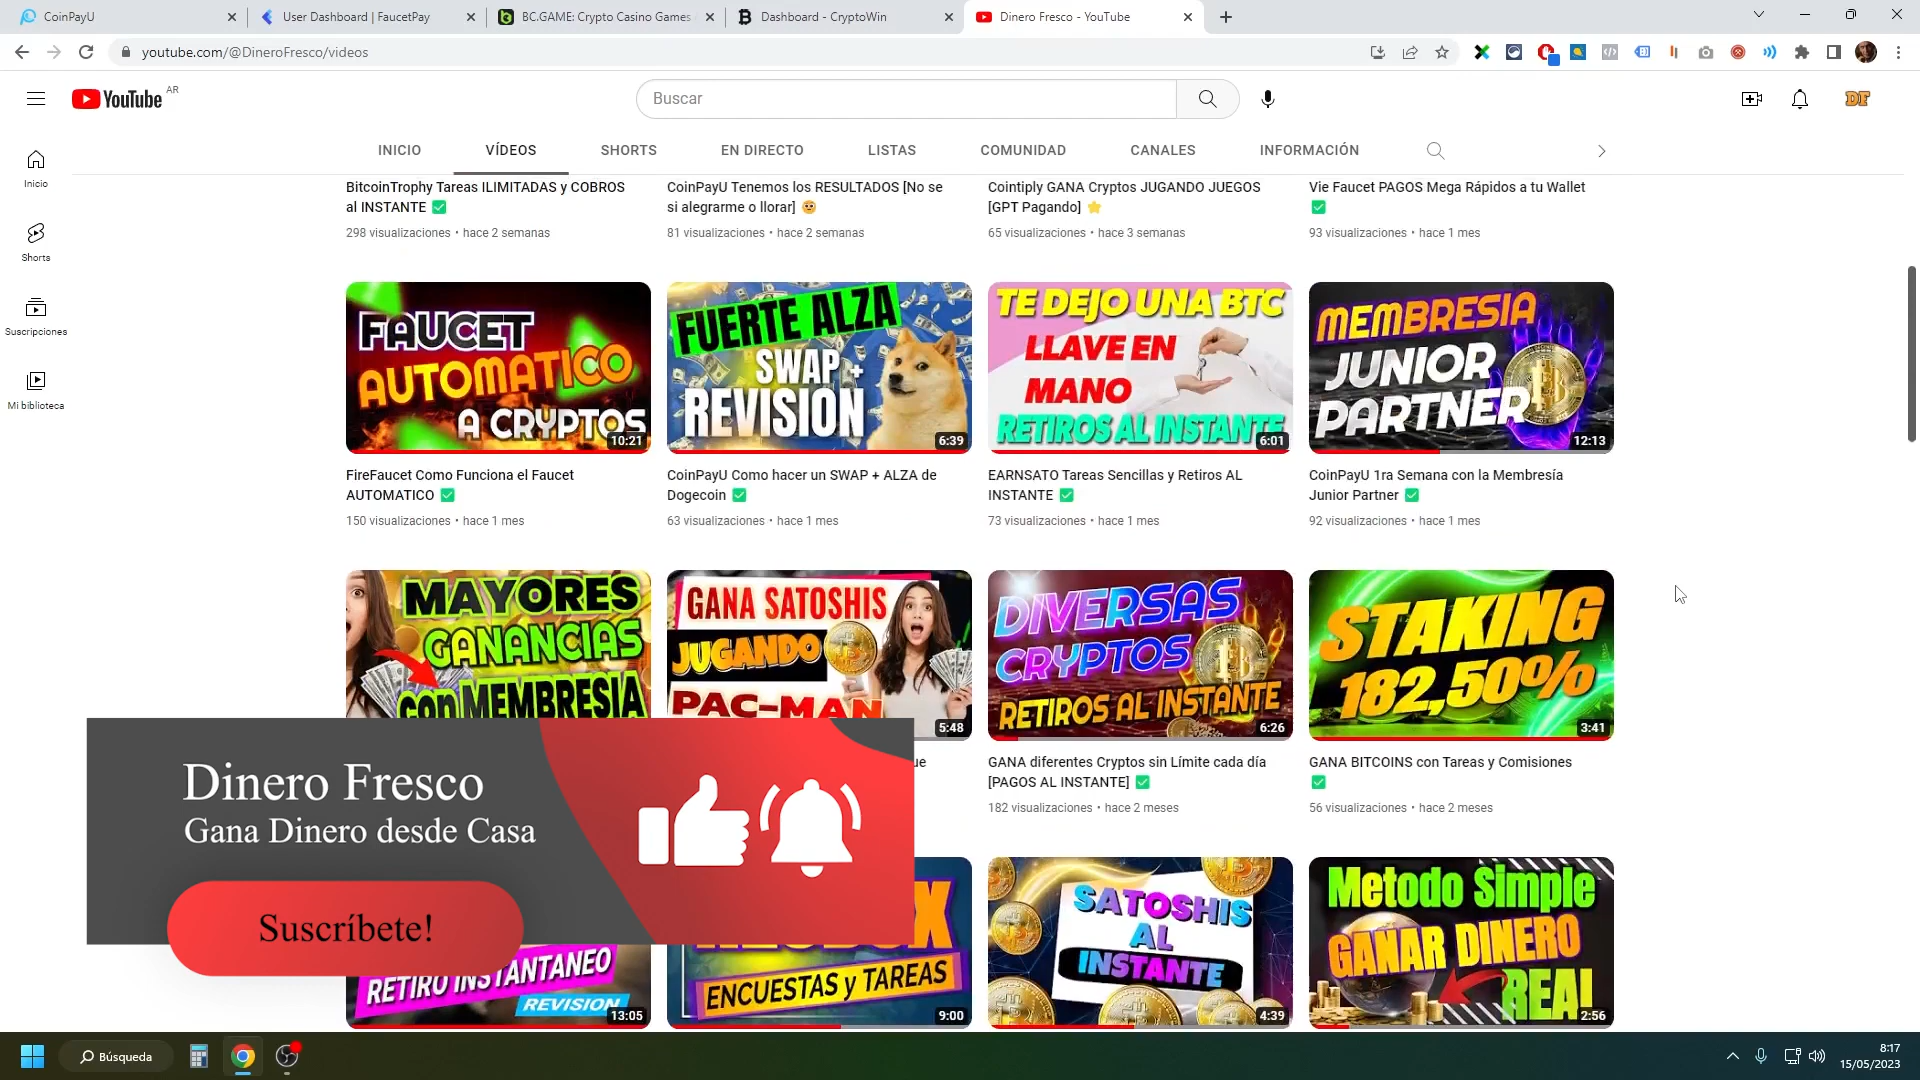 CoinPayU
User Dashboard | FaucetPay
BC.GAME: Crypto Casino Games
Dashboard - CryptoWin
Dinero Fresco - YouTube
youtube.com/@DineroFresco/videos
YouTube AR
Buscar
DF
INICIO
VÍDEOS
SHORTS
EN DIRECTO
LISTAS
COMUNIDAD
CANALES
INFORMACIÓN
Inicio
Shorts
Suscripciones
Mi biblioteca
BitcoinTrophy Tareas ILIMITADAS y COBROS
al INSTANTE ✅
298 visualizaciones • hace 2 semanas
CoinPayU Tenemos los RESULTADOS [No se
si alegrarme o llorar]
81 visualizaciones • hace 2 semanas
Cointiply GANA Cryptos JUGANDO JUEGOS
[GPT Pagando] ⭐
65 visualizaciones • hace 3 semanas
Vie Faucet PAGOS Mega Rápidos a tu Wallet
✅
93 visualizaciones • hace 1 mes
FAUCET
AUTOMATICO
A CRYPTOS
10:21
FUERTE ALZA
SWAP +
REVISION
6:39
TE DEJO UNA BTC
LLAVE EN
MANO
RETIROS AL INSTANTE
6:01
MEMBRESIA
JUNIOR
PARTNER
12:13
FireFaucet Como Funciona el Faucet
AUTOMATICO ✅
150 visualizaciones • hace 1 mes
CoinPayU Como hacer un SWAP + ALZA de
Dogecoin ✅
63 visualizaciones • hace 1 mes
EARNSATO Tareas Sencillas y Retiros AL
INSTANTE ✅
73 visualizaciones • hace 1 mes
CoinPayU 1ra Semana con la Membresía
Junior Partner ✅
92 visualizaciones • hace 1 mes
MAYORES
GANANCIAS
con MEMBRESIA
GANA SATOSHIS
JUGANDO
PAC-MAN
5:48
DIVERSAS
CRYPTOS
RETIROS AL INSTANTE
6:26
STAKING
182,50%
3:41
ue
GANA diferentes Cryptos sin Límite cada día
[PAGOS AL INSTANTE] ✅
182 visualizaciones • hace 2 meses
GANA BITCOINS con Tareas y Comisiones
✅
56 visualizaciones • hace 2 meses
Dinero Fresco
Gana Dinero desde Casa
Suscríbete!
RETIRO INSTANTANEO
REVISION
13:05
ENCUESTAS y TAREAS
9:00
SATOSHIS
AL
INSTANTE
4:39
Metodo Simple
GANAR DINERO
REAL
2:56
Búsqueda
8:17
15/05/2023